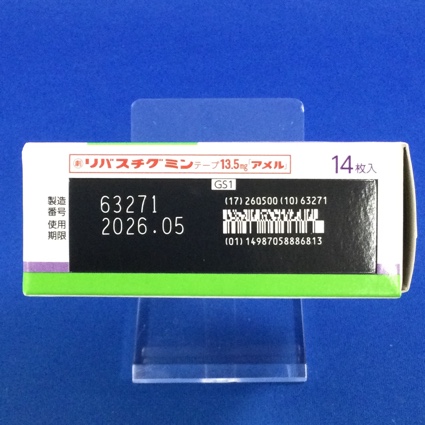 劇 リバスチグミンテープ13.5mg「アメル」 14枚入
GS1
製造番号 63271
使用期限 2026.05
(17)260500(10)63271
(01)14987058886813